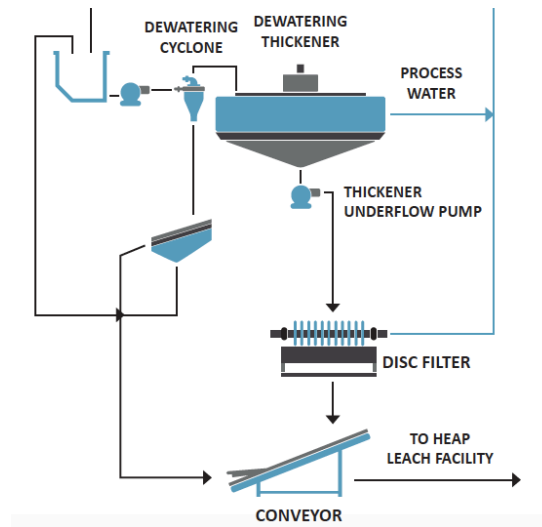 DEWATERING
CYCLONE
DEWATERING
THICKENER
PROCESS
WATER
THICKENER
UNDERFLOW PUMP
DISC FILTER
TO HEAP
LEACH FACILITY
CONVEYOR